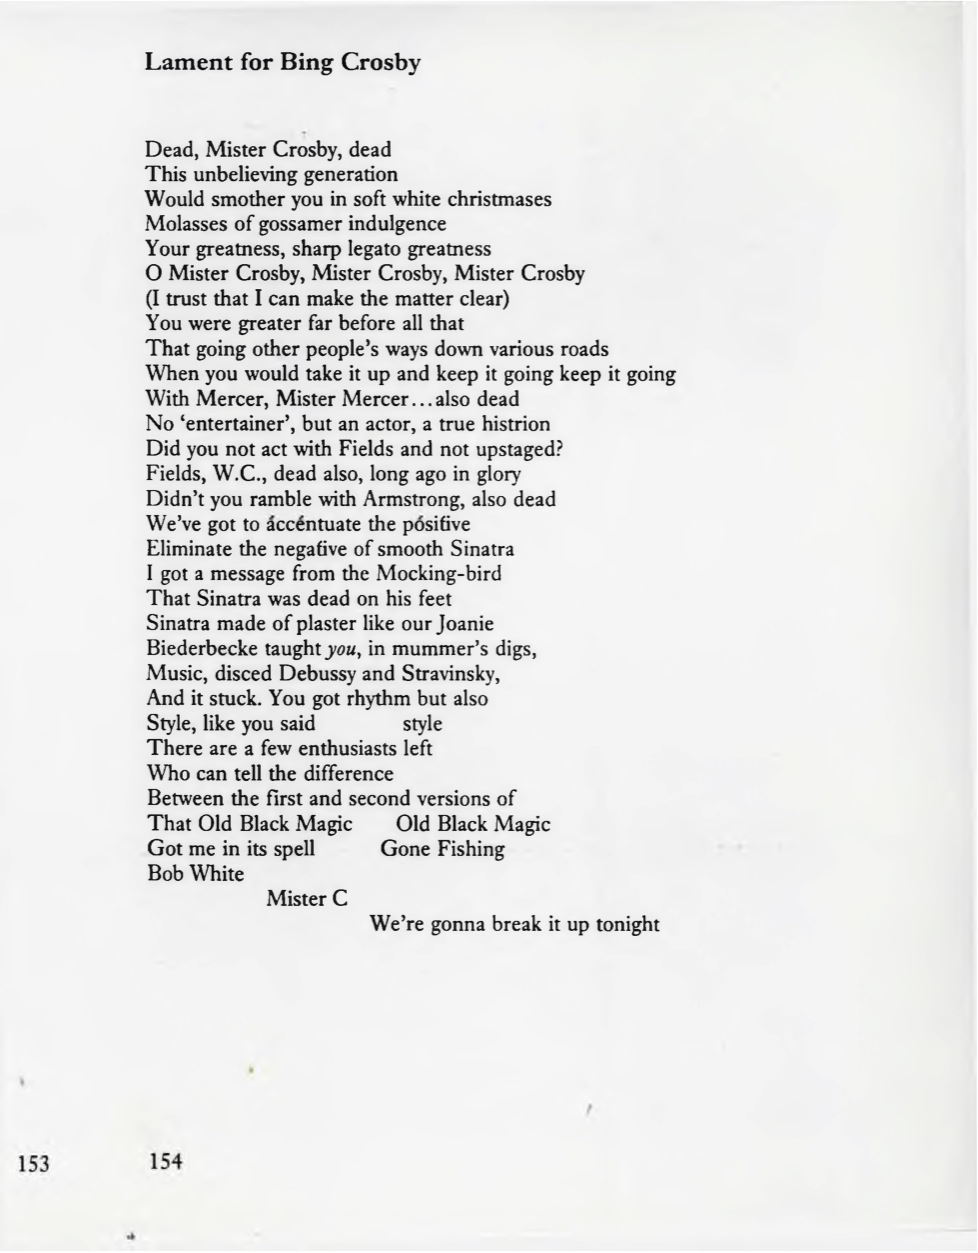 Lament for Bing Crosby
Dead, Mister Crosby, dead
This unbelieving generation
Would smother you in soft white christmases
Molasses of gossamer indulgence
Your greatness, sharp legato greatness
O Mister Crosby, Mister Crosby, Mister Crosby
(I trust that I can make the matter clear)
You were greater far before all that
That going other people's ways down various roads
When you would take it up and keep it going keep it going
With Mercer, Mister Mercer...also dead
No 'entertainer', but an actor, a true histrion
Did you not act with Fields and not upstaged?
Fields, W.C., dead also, long ago in glory
Didn't you ramble with Armstrong, also dead
We've got to áccéntuate the pósitive
Eliminate the negative of smooth Sinatra
I got a message from the Mocking-bird
That Sinatra was dead on his feet
Sinatra made of plaster like our Joanie
Biederbecke taught you, in mummer's digs,
Music, disced Debussy and Stravinsky,
And it stuck. You got rhythm but also
Style, like you said style
There are a few enthusiasts left
Who can tell the difference
Between the first and second versions of
That Old Black Magic Old Black Magic
Got me in its spell Gone Fishing
Bob White
Mister C
We're gonna break it up tonight
153 154